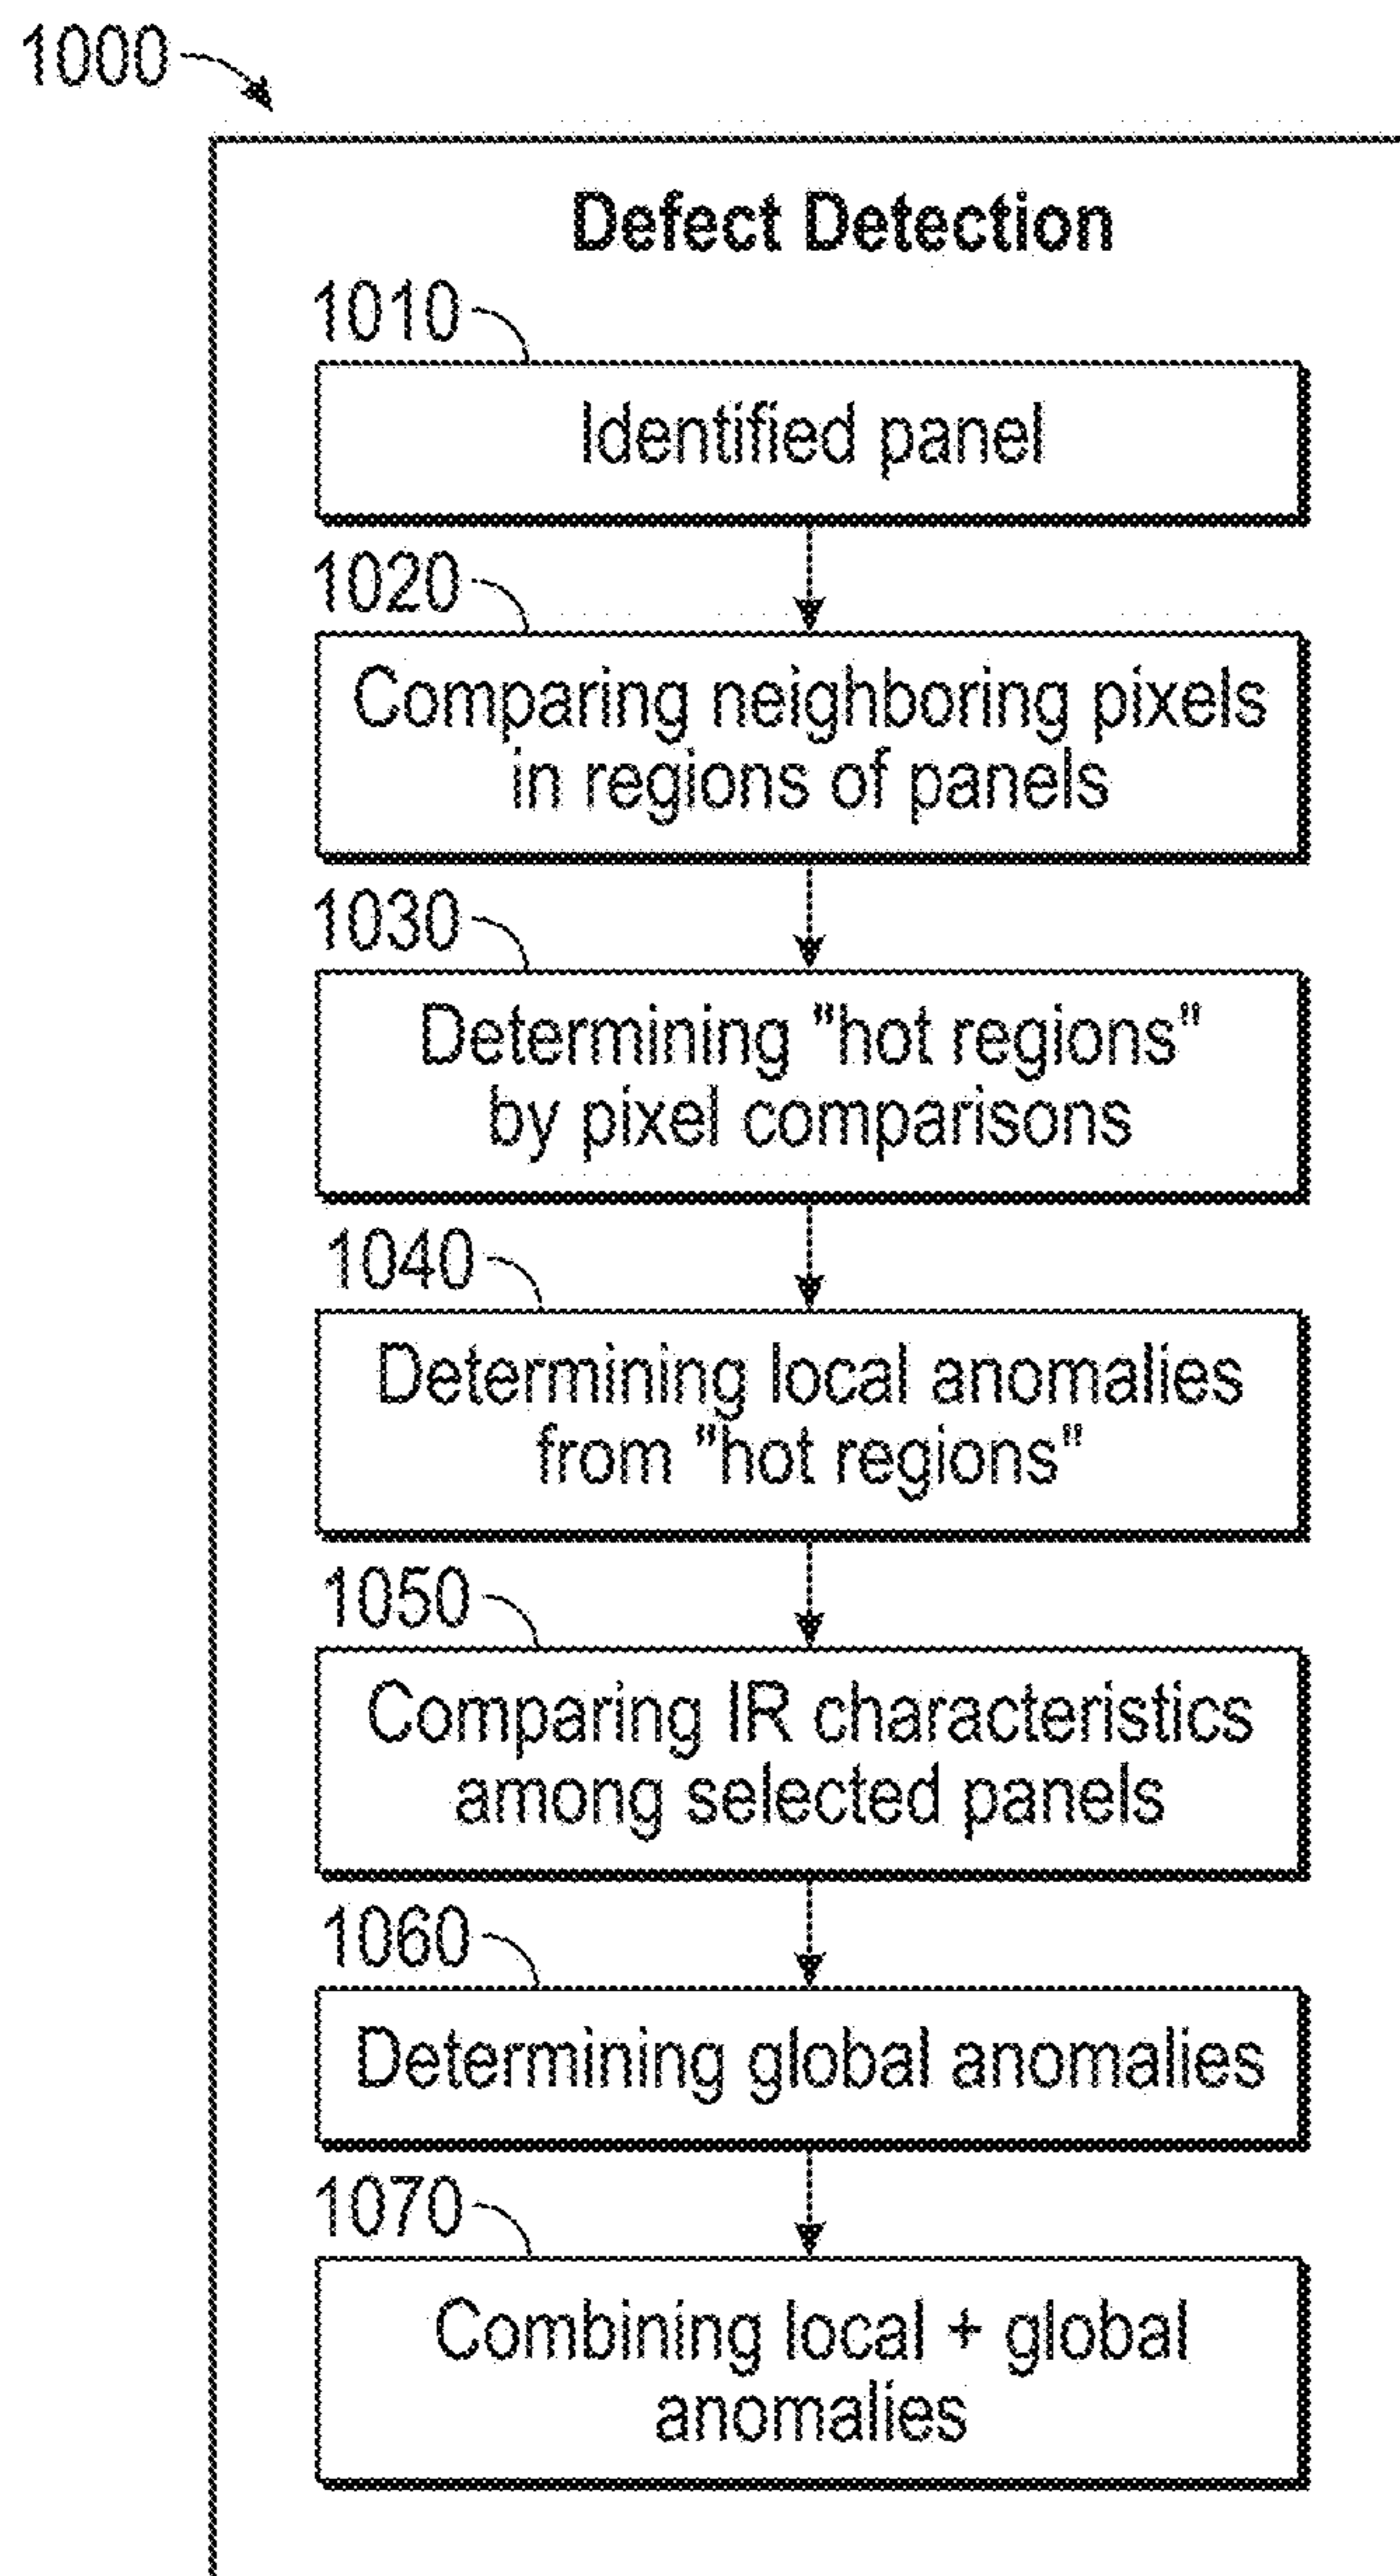 1000
Defect Detection
1010
Identified panel
1020
Comparing neighboring pixels
in regions of panels
1030
Determining "hot regions"
by pixel comparisons
1040
Determining local anomalies
from "hot regions"
1050
Comparing IR characteristics
among selected panels
1060
Determining global anomalies
1070
Combining local + global
anomalies